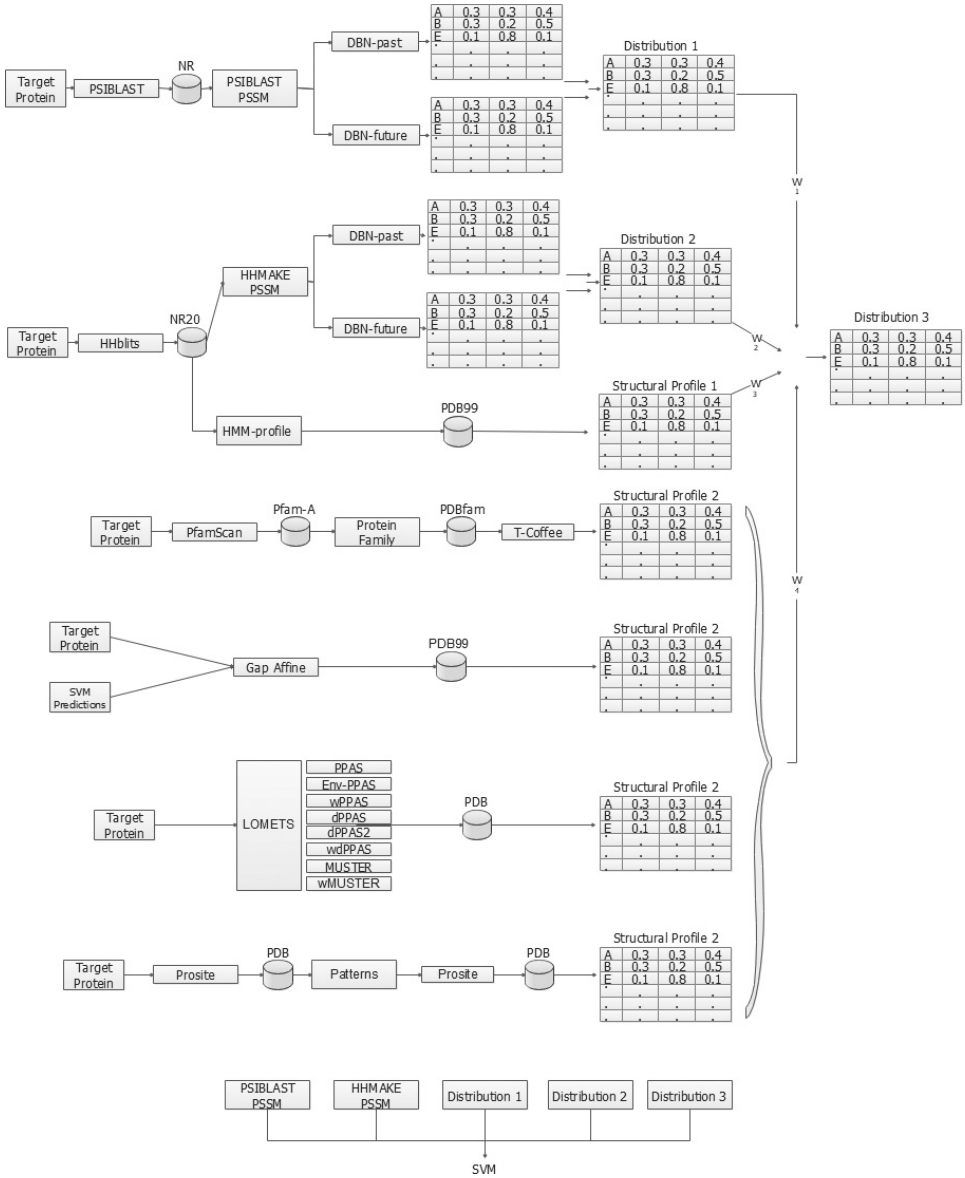 Target Protein
PSIBLAST
NR
PSIBLAST PSSM
DBN-past
A 0.3 0.3 0.4
B 0.3 0.2 0.5
E 0.1 0.8 0.1
. . . .
. . . .
. . . .
DBN-future
A 0.3 0.3 0.4
B 0.3 0.2 0.5
E 0.1 0.8 0.1
. . . .
. . . .
. . . .
Distribution 1
A 0.3 0.3 0.4
B 0.3 0.2 0.5
E 0.1 0.8 0.1
. . . .
. . . .
. . . .
W 1
Target Protein
HHblits
NR20
HHMAKE PSSM
DBN-past
A 0.3 0.3 0.4
B 0.3 0.2 0.5
E 0.1 0.8 0.1
. . . .
. . . .
. . . .
DBN-future
A 0.3 0.3 0.4
B 0.3 0.2 0.5
E 0.1 0.8 0.1
. . . .
. . . .
. . . .
Distribution 2
A 0.3 0.3 0.4
B 0.3 0.2 0.5
E 0.1 0.8 0.1
. . . .
. . . .
. . . .
W 2
HMM-profile
PDB99
Structural Profile 1
A 0.3 0.3 0.4
B 0.3 0.2 0.5
E 0.1 0.8 0.1
. . . .
. . . .
. . . .
W 3
Distribution 3
A 0.3 0.3 0.4
B 0.3 0.2 0.5
E 0.1 0.8 0.1
. . . .
. . . .
. . . .
Target Protein
PfamScan
Pfam-A
Protein Family
PDBfam
T-Coffee
Structural Profile 2
A 0.3 0.3 0.4
B 0.3 0.2 0.5
E 0.1 0.8 0.1
. . . .
. . . .
. . . .
W 4
Target Protein
SVM Predictions
Gap Affine
PDB99
Structural Profile 2
A 0.3 0.3 0.4
B 0.3 0.2 0.5
E 0.1 0.8 0.1
. . . .
. . . .
. . . .
Target Protein
LOMETS
PPAS
Env-PPAS
wPPAS
dPPAS
dPPAS2
wdPPAS
MUSTER
wMUSTER
PDB
Structural Profile 2
A 0.3 0.3 0.4
B 0.3 0.2 0.5
E 0.1 0.8 0.1
. . . .
. . . .
. . . .
Target Protein
Prosite
PDB
Patterns
Prosite
PDB
Structural Profile 2
A 0.3 0.3 0.4
B 0.3 0.2 0.5
E 0.1 0.8 0.1
. . . .
. . . .
. . . .
PSIBLAST PSSM
HHMAKE PSSM
Distribution 1
Distribution 2
Distribution 3
SVM